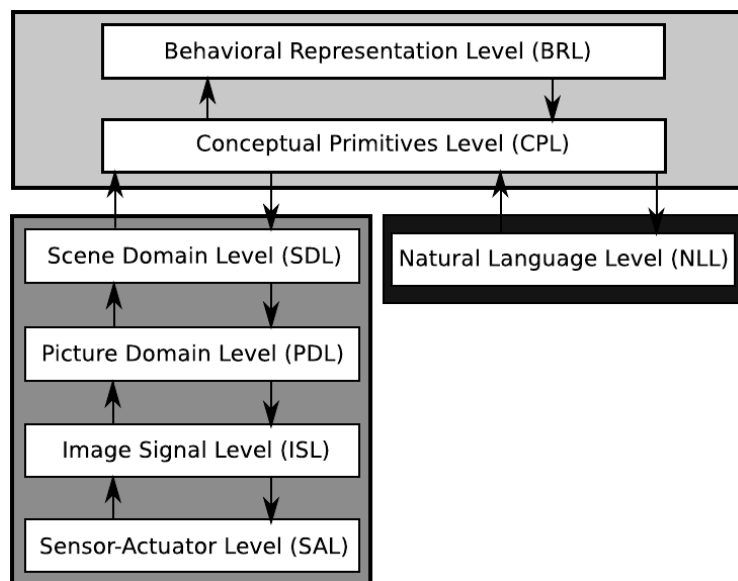 Behavioral Representation Level (BRL)
Conceptual Primitives Level (CPL)
Scene Domain Level (SDL)
Natural Language Level (NLL)
Picture Domain Level (PDL)
Image Signal Level (ISL)
Sensor-Actuator Level (SAL)